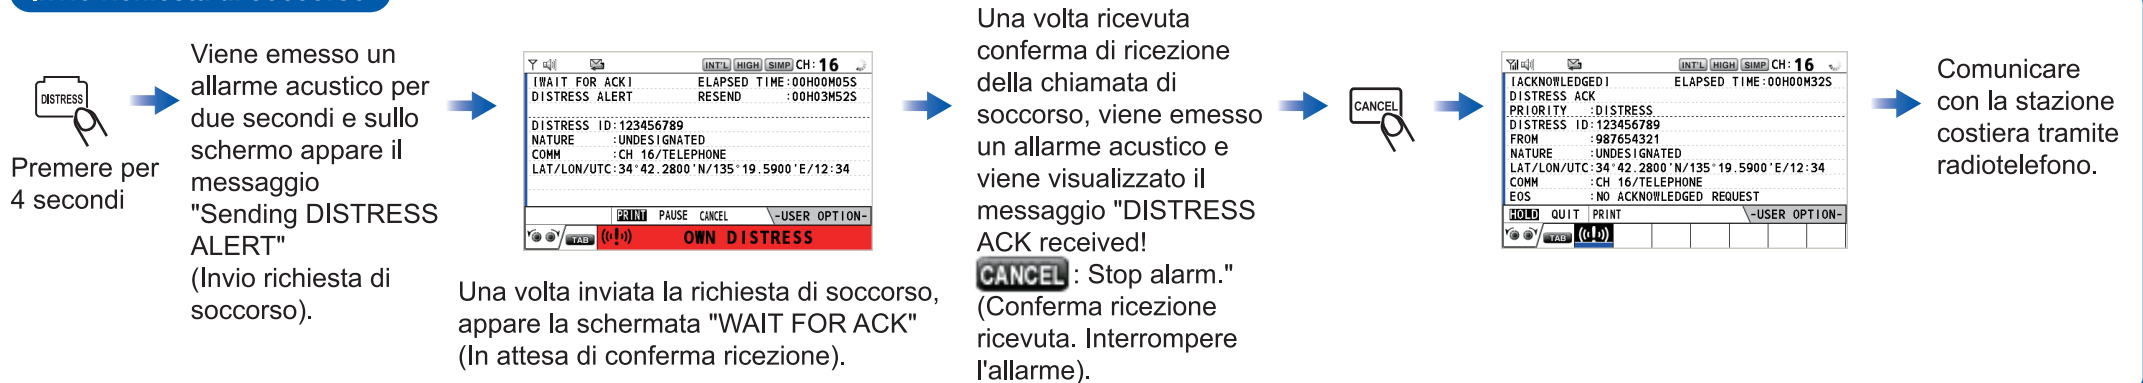 DISTRESS
Premere per
4 secondi
Viene emesso un
allarme acustico per
due secondi e sullo
schermo appare il
messaggio
"Sending DISTRESS
ALERT"
(Invio richiesta di
soccorso).
INT'L HIGH SIMP CH:16
[WAIT FOR ACK] ELAPSED TIME:00H00M05S
DISTRESS ALERT RESEND :00H03M52S
DISTRESS ID:123456789
NATURE :UNDESIGNATED
COMM :CH 16/TELEPHONE
LAT/LON/UTC:34°42.2800'N/135°19.5900'E/12:34
PRINT PAUSE CANCEL -USER OPTION-
TAB OWN DISTRESS
Una volta inviata la richiesta di soccorso,
appare la schermata "WAIT FOR ACK"
(In attesa di conferma ricezione).
Una volta ricevuta
conferma di ricezione
della chiamata di
soccorso, viene emesso
un allarme acustico e
viene visualizzato il
messaggio "DISTRESS
ACK received!
CANCEL : Stop alarm."
(Conferma ricezione
ricevuta. Interrompere
l'allarme).
CANCEL
INT'L HIGH SIMP CH:16
[ACKNOWLEDGED] ELAPSED TIME:00H00M32S
DISTRESS ACK
PRIORITY :DISTRESS
DISTRESS ID:123456789
FROM :987654321
NATURE :UNDESIGNATED
LAT/LON/UTC:34°42.2800'N/135°19.5900'E/12:34
COMM :CH 16/TELEPHONE
EOS :NO ACKNOWLEDGED REQUEST
HOLD QUIT PRINT -USER OPTION-
TAB
Comunicare
con la stazione
costiera tramite
radiotelefono.